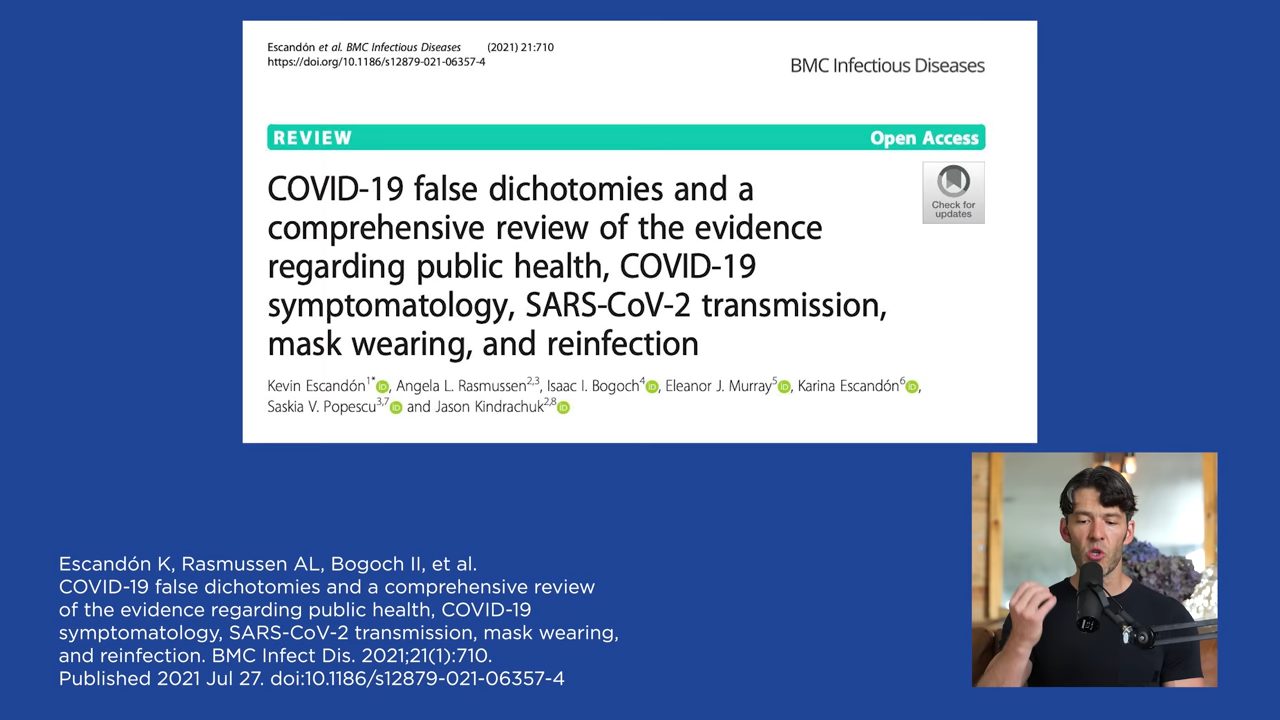 Escandón et al. BMC Infectious Diseases (2021) 21:710
https://doi.org/10.1186/s12879-021-06357-4
BMC Infectious Diseases
REVIEW
Open Access
COVID-19 false dichotomies and a
comprehensive review of the evidence
regarding public health, COVID-19
symptomatology, SARS-CoV-2 transmission,
mask wearing, and reinfection
Check for
updates
Kevin Escandón1* iD, Angela L. Rasmussen2,3, Isaac I. Bogoch4 iD, Eleanor J. Murray5 iD, Karina Escandón6 iD,
Saskia V. Popescu3,7 iD and Jason Kindrachuk2,8 iD
Escandón K, Rasmussen AL, Bogoch II, et al.
COVID-19 false dichotomies and a comprehensive review
of the evidence regarding public health, COVID-19
symptomatology, SARS-CoV-2 transmission, mask wearing,
and reinfection. BMC Infect Dis. 2021;21(1):710.
Published 2021 Jul 27. doi:10.1186/s12879-021-06357-4